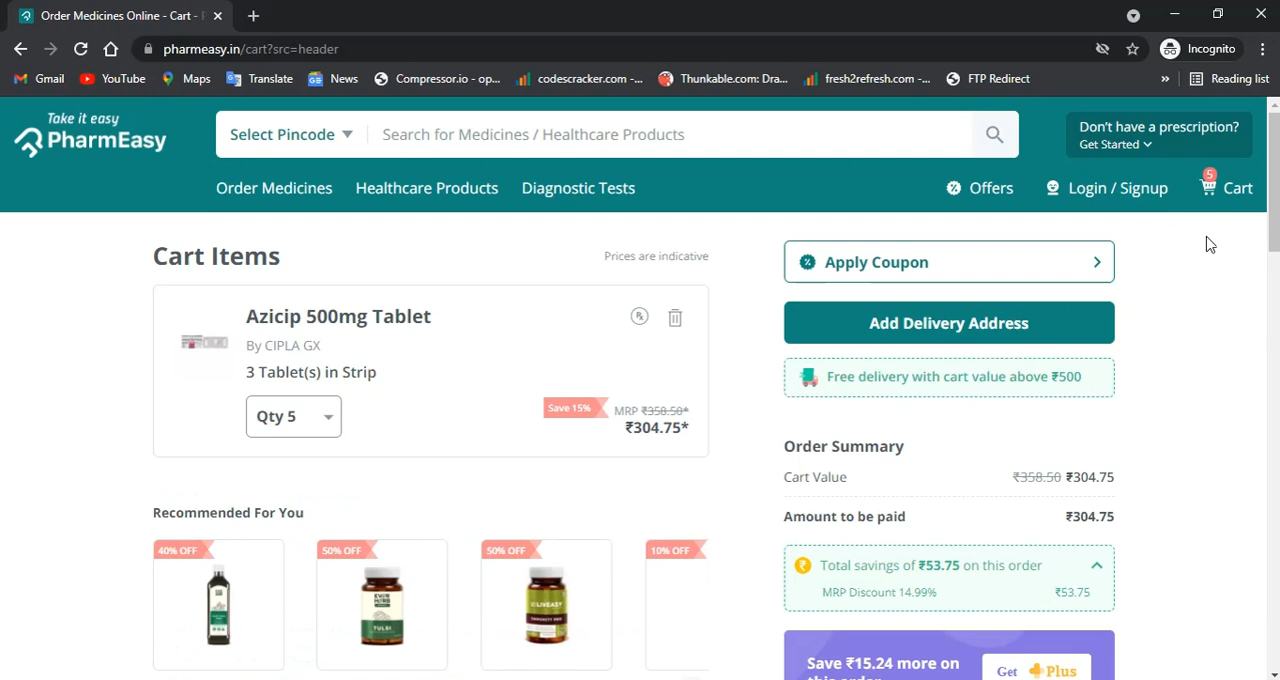 Order Medicines Online - Cart - P
pharmeasy.in/cart?src=header
Incognito
Gmail
YouTube
Maps
Translate
News
Compressor.io - op...
codescracker.com -...
Thunkable.com: Dra...
fresh2refresh.com -...
FTP Redirect
»
Reading list
Take it easy
PharmEasy
Select Pincode
Search for Medicines / Healthcare Products
Don't have a prescription?
Get Started
Order Medicines
Healthcare Products
Diagnostic Tests
Offers
Login / Signup
5
Cart
Cart Items
Prices are indicative
Azicip 500mg Tablet
By CIPLA GX
3 Tablet(s) in Strip
Qty 5
Save 15%
MRP ₹358.50*
₹304.75*
Recommended For You
40% OFF
50% OFF
TULSI
50% OFF
LIVEASY
10% OFF
Apply Coupon
Add Delivery Address
Free delivery with cart value above ₹500
Order Summary
Cart Value ₹358.50 ₹304.75
Amount to be paid ₹304.75
Total savings of ₹53.75 on this order
MRP Discount 14.99% ₹53.75
Save ₹15.24 more on
this order
Get Plus